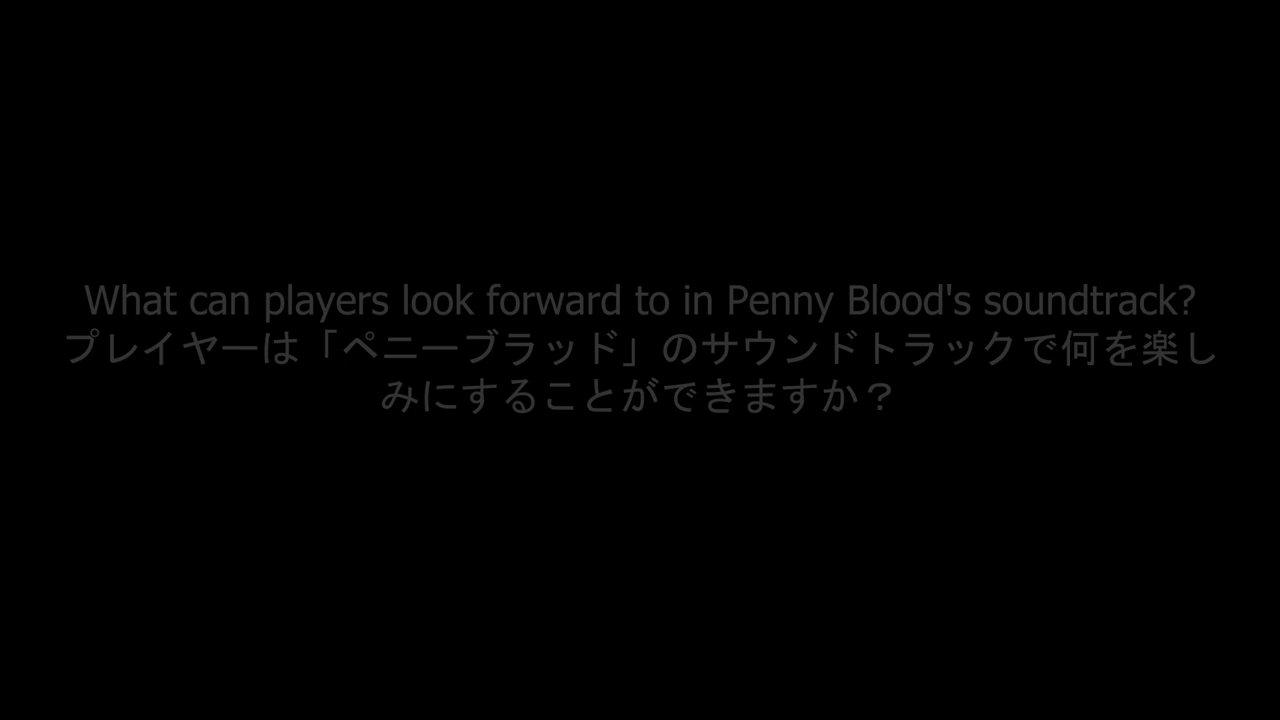 What can players look forward to in Penny Blood's soundtrack?
プレイヤーは「ペニーブラッド」のサウンドトラックで何を楽し
みにすることができますか？